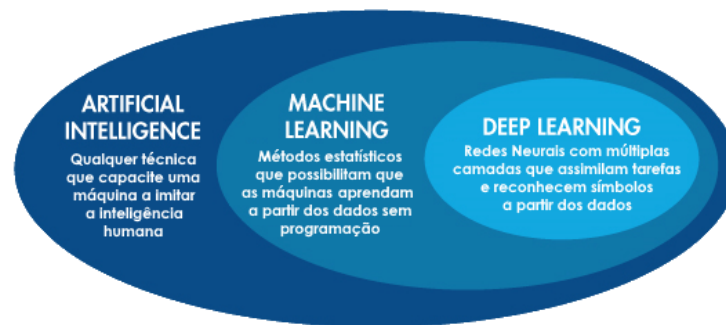 ARTIFICIAL
INTELLIGENCE
Qualquer técnica
que capacite uma
máquina a imitar
a inteligência
humana
MACHINE
LEARNING
Métodos estatísticos
que possibilitam que
as máquinas aprendam
a partir dos dados sem
programação
DEEP LEARNING
Redes Neurais com múltiplas
camadas que assimilam tarefas
e reconhecem símbolos
a partir dos dados